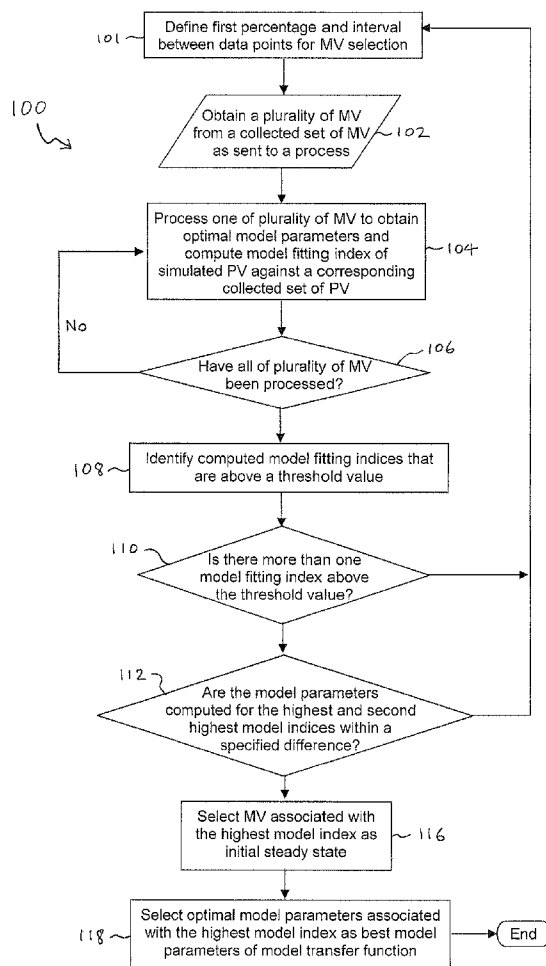 101
Define first percentage and interval
between data points for MV selection
100
Obtain a plurality of MV
from a collected set of MV
as sent to a process
102
Process one of plurality of MV to obtain
optimal model parameters and
compute model fitting index of
simulated PV against a corresponding
collected set of PV
104
No
106
Have all of plurality of MV
been processed?
108
Identify computed model fitting indices that
are above a threshold value
110
Is there more than one
model fitting index above
the threshold value?
112
Are the model parameters
computed for the highest and second
highest model indices within a
specified difference?
Select MV associated with
the highest model index as
initial steady state
116
118
Select optimal model parameters associated
with the highest model index as best model
parameters of model transfer function
End